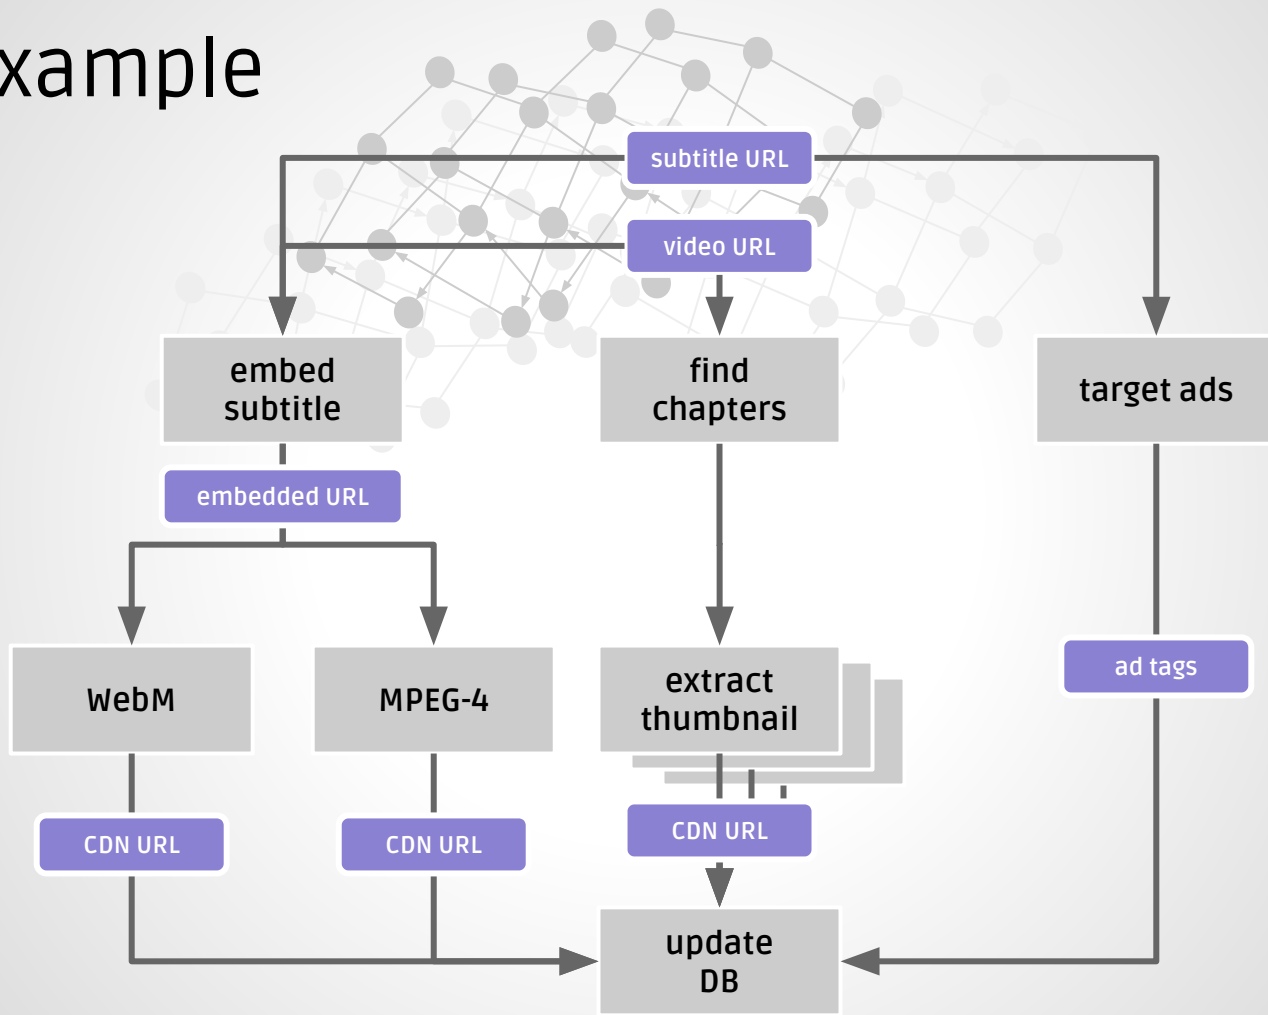 xample
subtitle URL
video URL
embed
subtitle
find
chapters
target ads
embedded URL
WebM
MPEG-4
extract
thumbnail
ad tags
CDN URL
CDN URL
CDN URL
update
DB